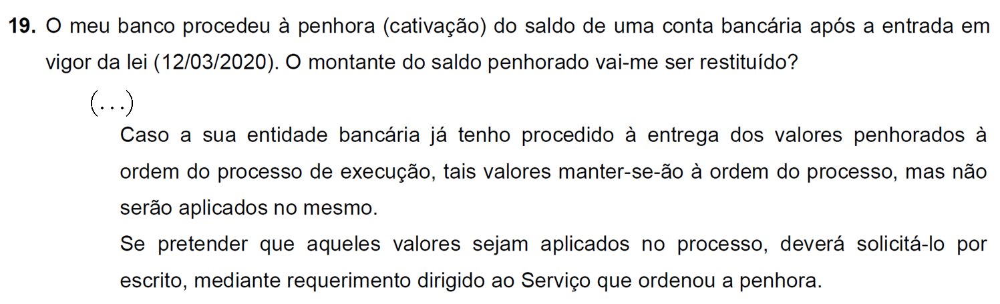 19. O meu banco procedeu à penhora (cativação) do saldo de uma conta bancária após a entrada em
vigor da lei (12/03/2020). O montante do saldo penhorado vai-me ser restituído?
(...)
Caso a sua entidade bancária já tenho procedido à entrega dos valores penhorados à
ordem do processo de execução, tais valores manter-se-ão à ordem do processo, mas não
serão aplicados no mesmo.
Se pretender que aqueles valores sejam aplicados no processo, deverá solicitá-lo por
escrito, mediante requerimento dirigido ao Serviço que ordenou a penhora.